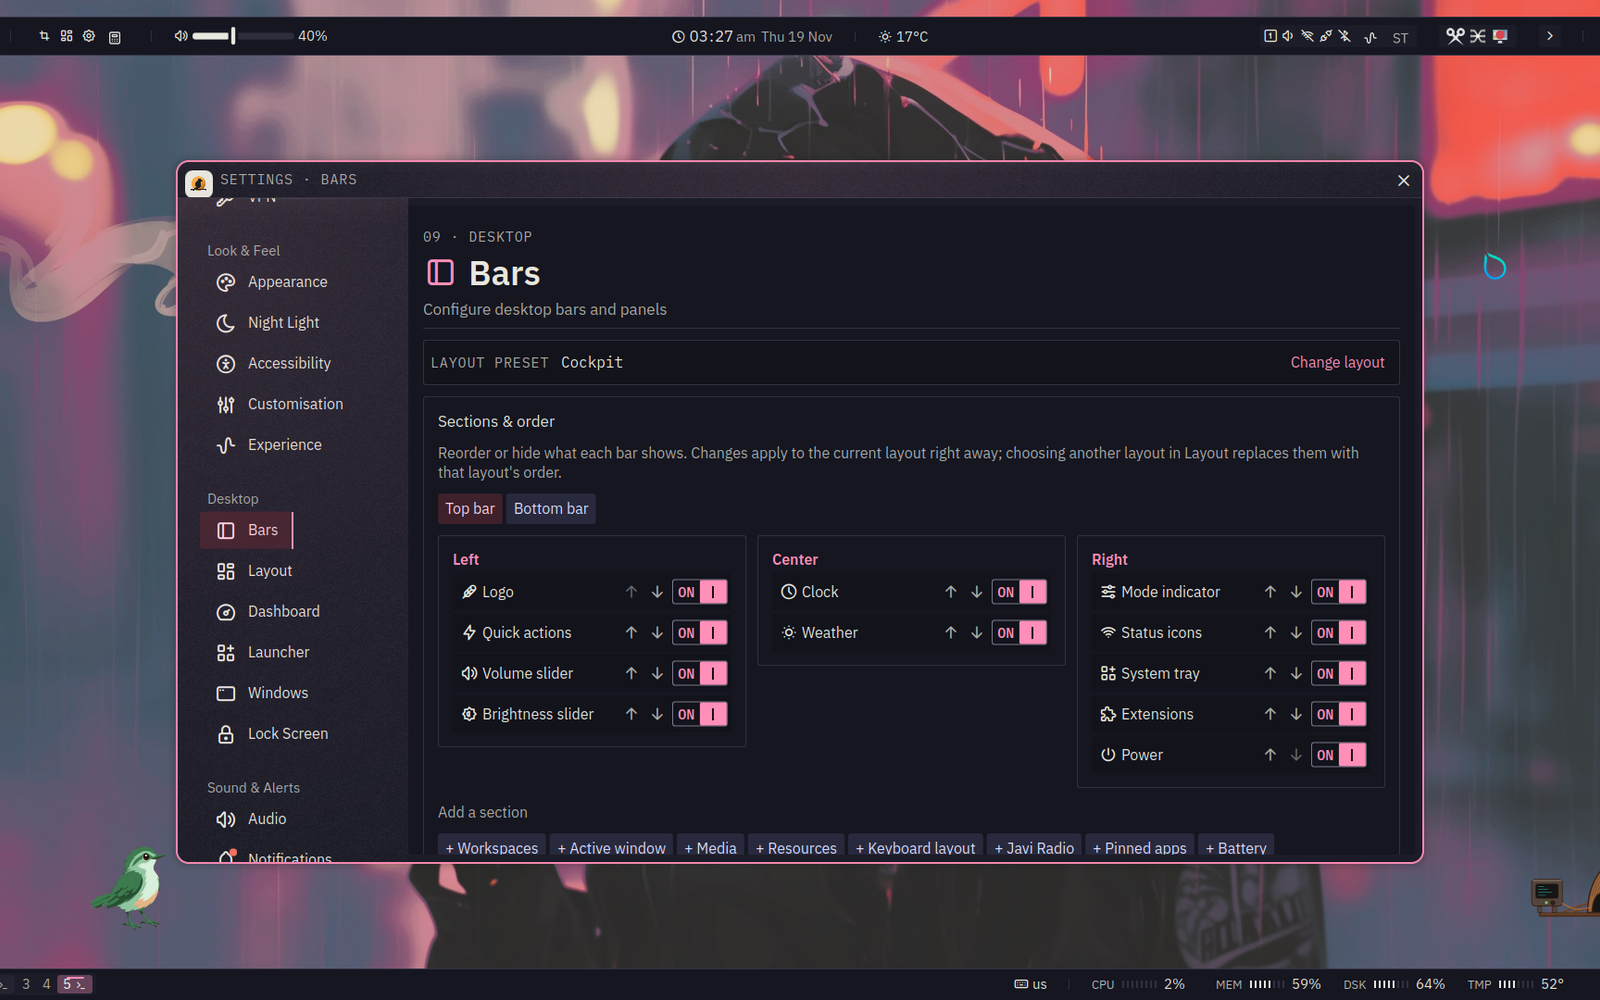 40%
03:27 am Thu 19 Nov
17°C
1
ST
SETTINGS · BARS
VPN
Look & Feel
Appearance
Night Light
Accessibility
Customisation
Experience
Desktop
Bars
Layout
Dashboard
Launcher
Windows
Lock Screen
Sound & Alerts
Audio
Notifications
09 · DESKTOP
Bars
Configure desktop bars and panels
LAYOUT PRESET Cockpit
Change layout
Sections & order
Reorder or hide what each bar shows. Changes apply to the current layout right away; choosing another layout in Layout replaces them with
that layout's order.
Top bar
Bottom bar
Left
Logo ON
Quick actions ON
Volume slider ON
Brightness slider ON
Center
Clock ON
Weather ON
Right
Mode indicator ON
Status icons ON
System tray ON
Extensions ON
Power ON
Add a section
+ Workspaces
+ Active window
+ Media
+ Resources
+ Keyboard layout
+ Javi Radio
+ Pinned apps
+ Battery
3 4 5
us
CPU 2%
MEM 59%
DSK 64%
TMP 52°